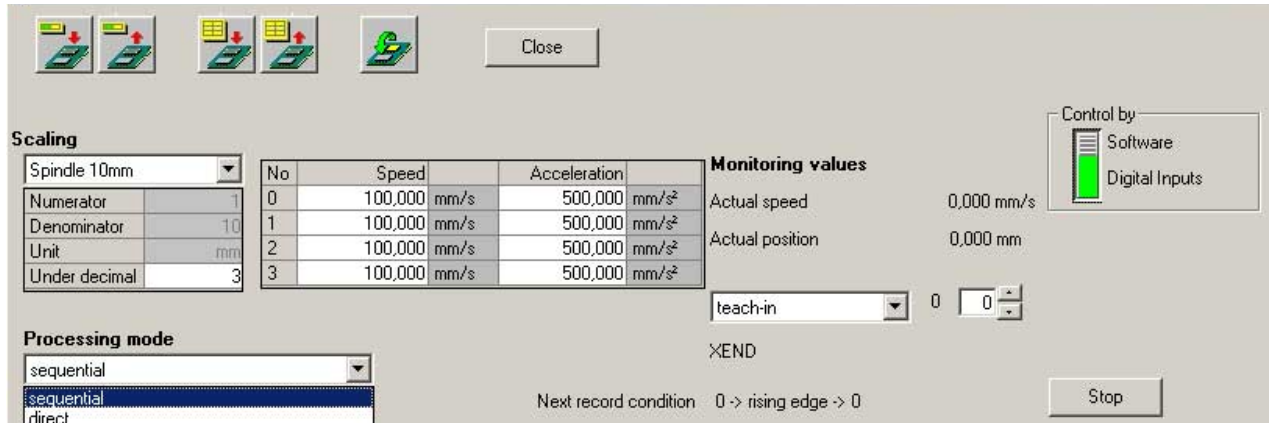 Close
Control by
Software
Digital Inputs
Scaling
Spindle 10mm
Numerator 1
Denominator 10
Unit mm
Under decimal 3
No Speed Acceleration
0 100,000 mm/s 500,000 mm/s²
1 100,000 mm/s 500,000 mm/s²
2 100,000 mm/s 500,000 mm/s²
3 100,000 mm/s 500,000 mm/s²
Monitoring values
Actual speed 0,000 mm/s
Actual position 0,000 mm
teach-in 0 0
XEND
Processing mode
sequential
sequential
direct
Next record condition 0 -> rising edge -> 0
Stop